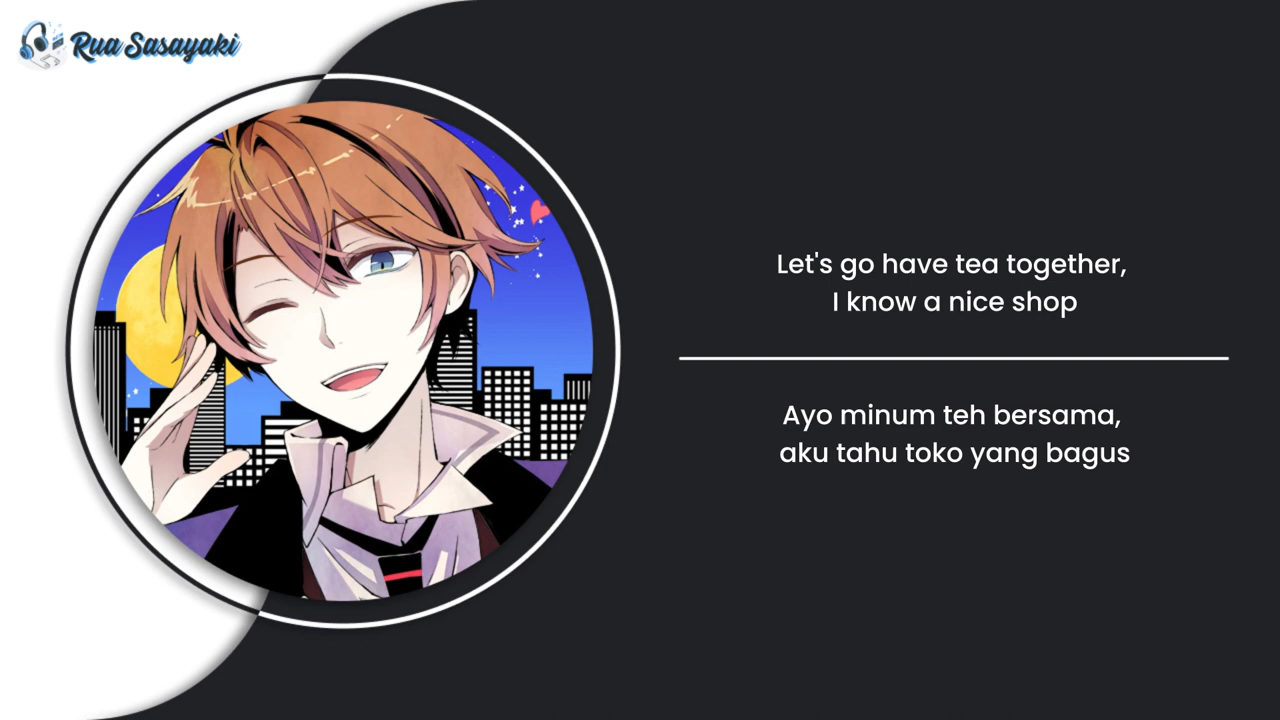 Rua Sasayaki
Let's go have tea together,
I know a nice shop
Ayo minum teh bersama,
aku tahu toko yang bagus